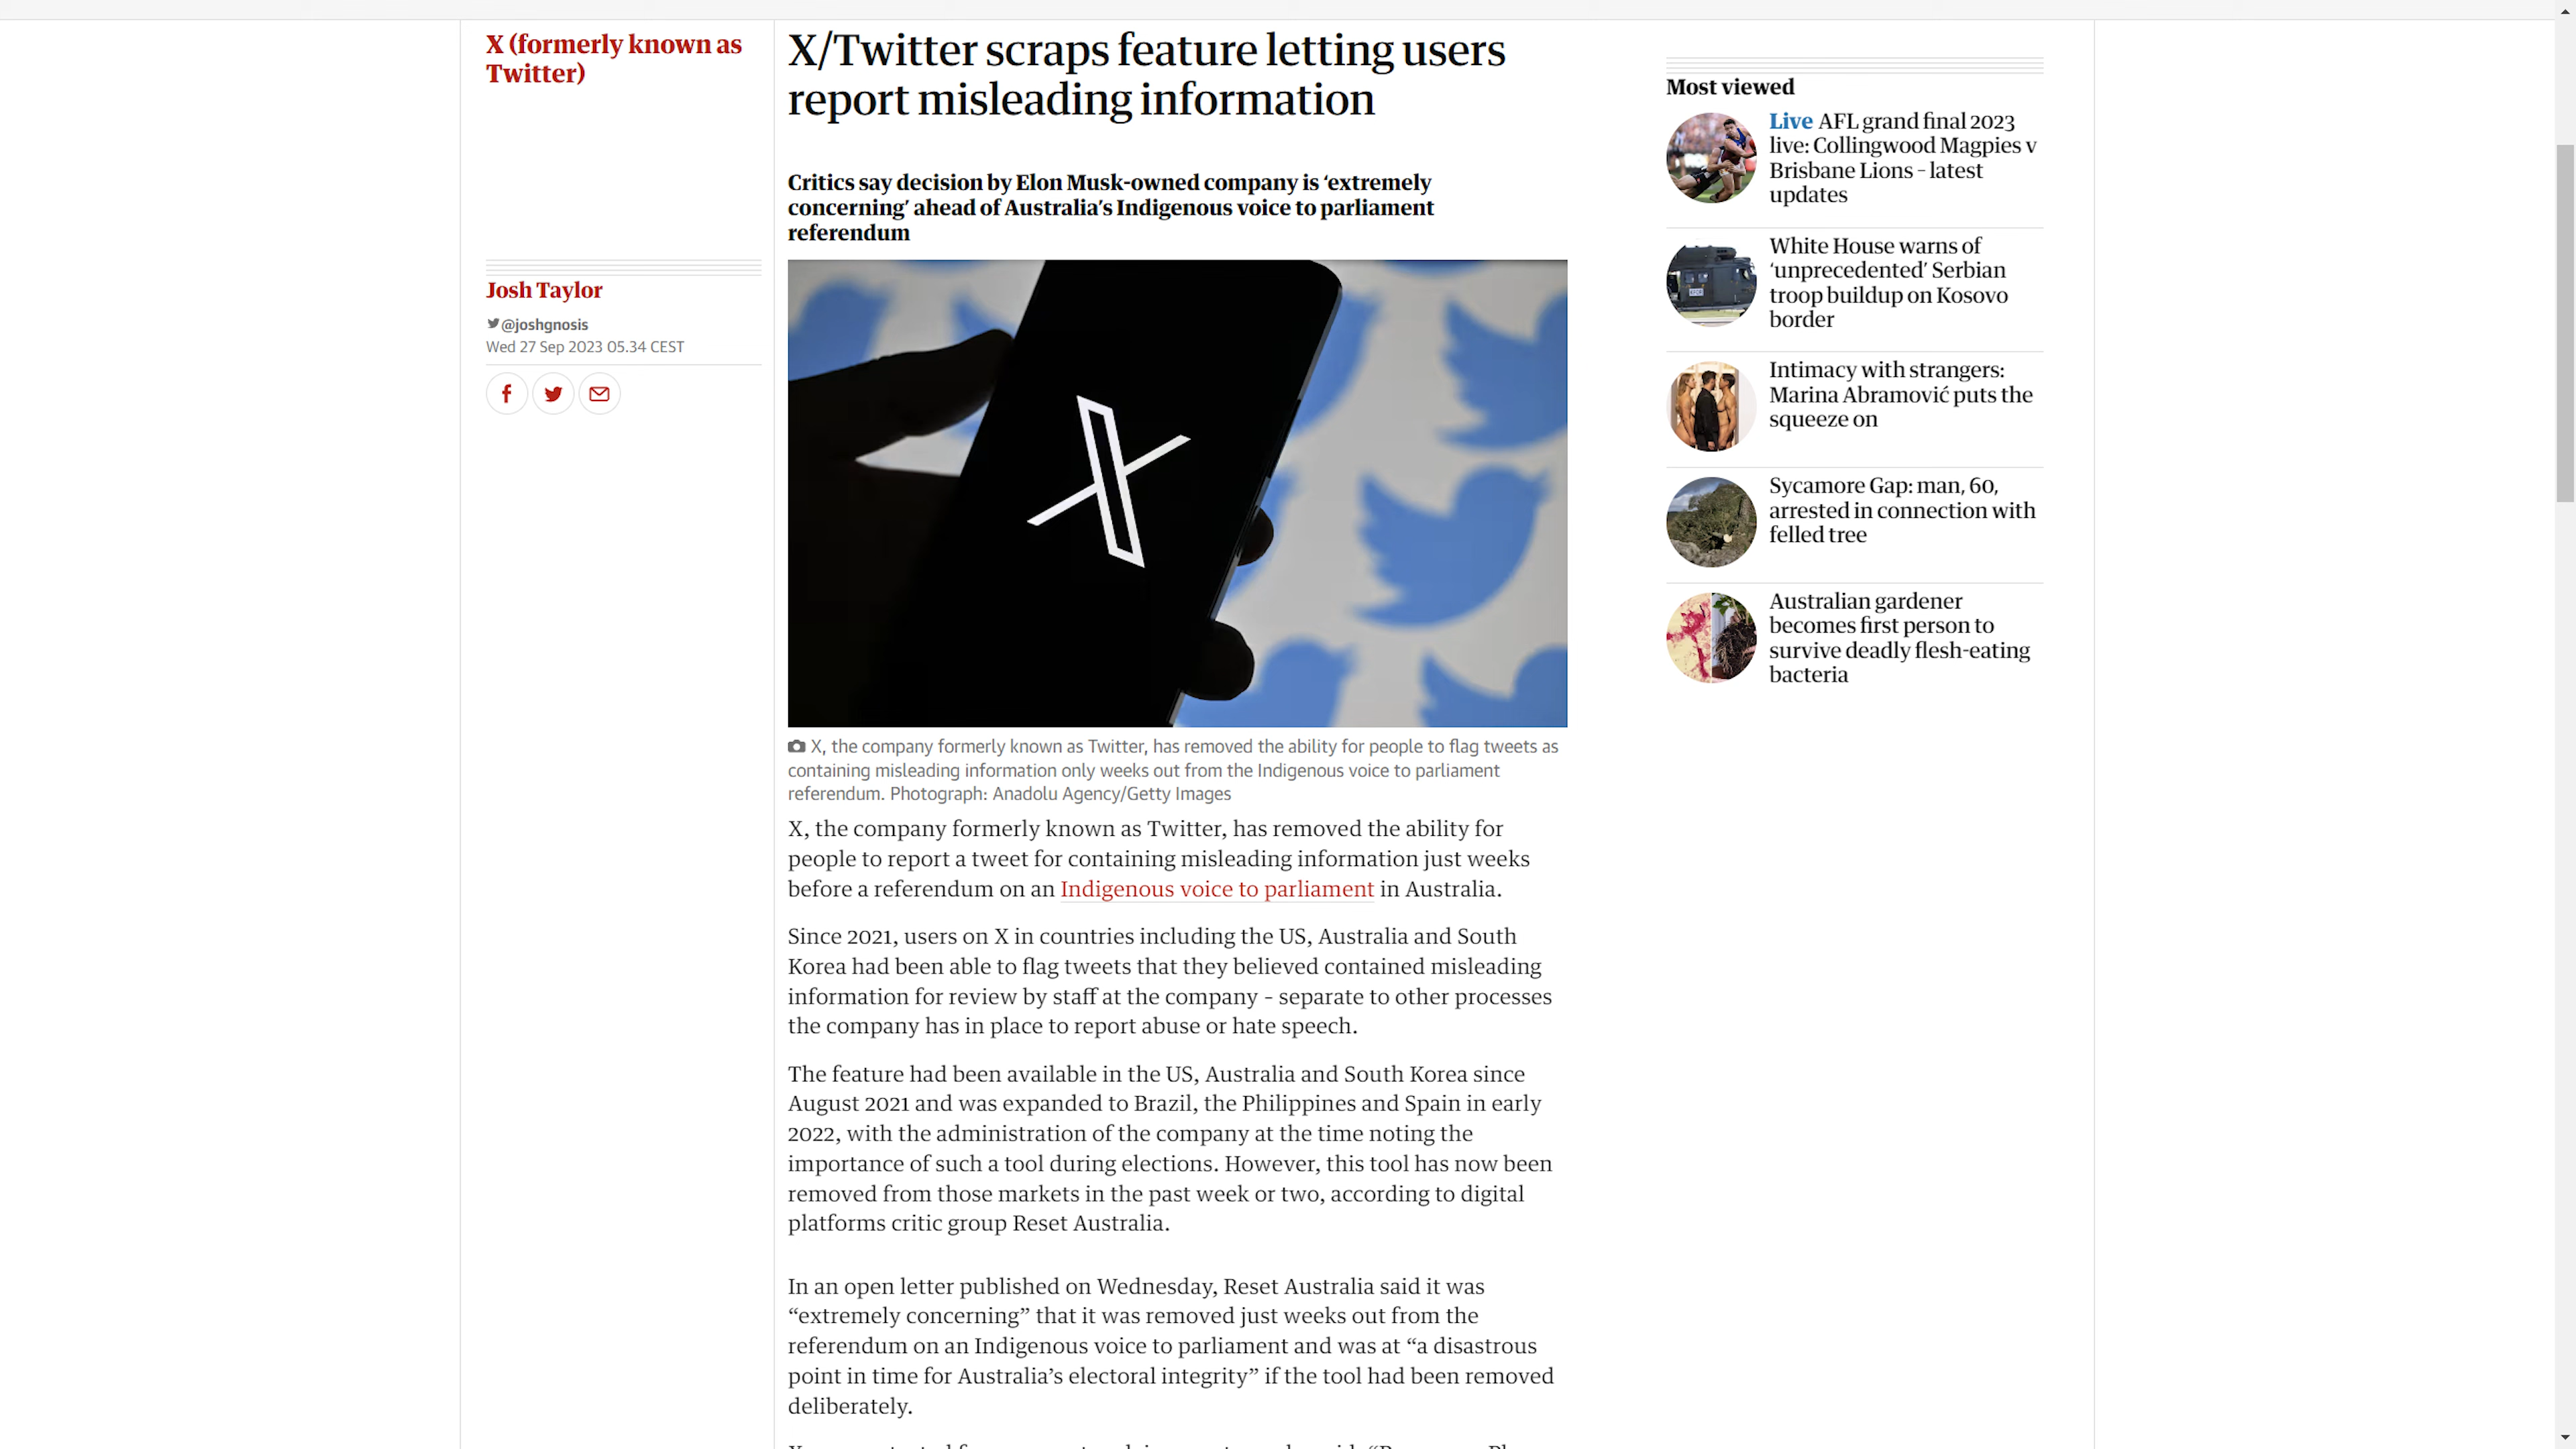 X (formerly known as
Twitter)
X/Twitter scraps feature letting users
report misleading information
Critics say decision by Elon Musk-owned company is ‘extremely
concerning’ ahead of Australia’s Indigenous voice to parliament
referendum
Josh Taylor
@joshgnosis
Wed 27 Sep 2023 05.34 CEST
X, the company formerly known as Twitter, has removed the ability for people to flag tweets as
containing misleading information only weeks out from the Indigenous voice to parliament
referendum. Photograph: Anadolu Agency/Getty Images
X, the company formerly known as Twitter, has removed the ability for
people to report a tweet for containing misleading information just weeks
before a referendum on an Indigenous voice to parliament in Australia.
Since 2021, users on X in countries including the US, Australia and South
Korea had been able to flag tweets that they believed contained misleading
information for review by staff at the company – separate to other processes
the company has in place to report abuse or hate speech.
The feature had been available in the US, Australia and South Korea since
August 2021 and was expanded to Brazil, the Philippines and Spain in early
2022, with the administration of the company at the time noting the
importance of such a tool during elections. However, this tool has now been
removed from those markets in the past week or two, according to digital
platforms critic group Reset Australia.
In an open letter published on Wednesday, Reset Australia said it was
“extremely concerning” that it was removed just weeks out from the
referendum on an Indigenous voice to parliament and was at “a disastrous
point in time for Australia’s electoral integrity” if the tool had been removed
deliberately.
Most viewed
Live AFL grand final 2023
live: Collingwood Magpies v
Brisbane Lions – latest
updates
White House warns of
‘unprecedented’ Serbian
troop buildup on Kosovo
border
Intimacy with strangers:
Marina Abramović puts the
squeeze on
Sycamore Gap: man, 60,
arrested in connection with
felled tree
Australian gardener
becomes first person to
survive deadly flesh-eating
bacteria